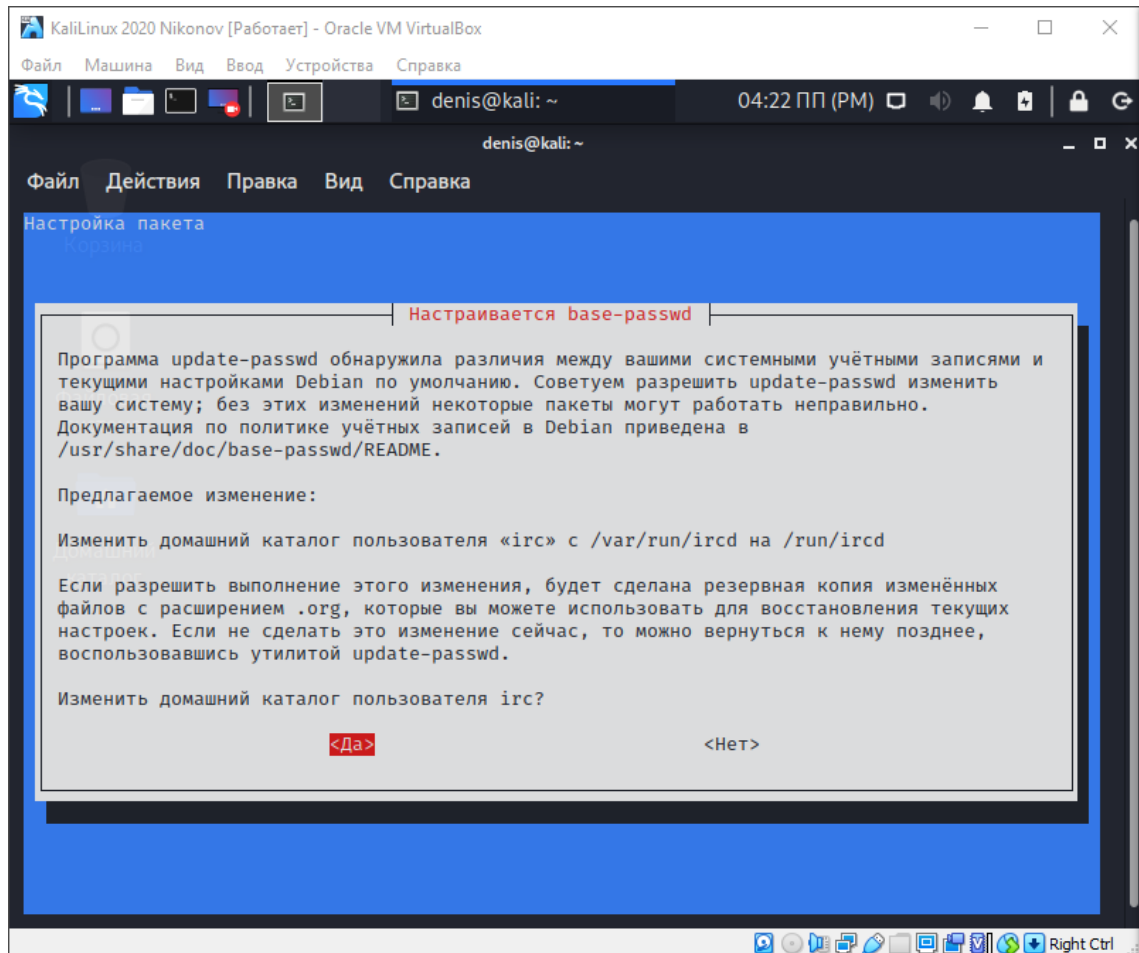 KaliLinux 2020 Nikonov [Работает] - Oracle VM VirtualBox
Файл Машина Вид Ввод Устройства Справка
denis@kali: ~ 04:22 ПП (PM)
denis@kali: ~
Файл Действия Правка Вид Справка
Настройка пакета
Корзина
Настраивается base-passwd
Программа update-passwd обнаружила различия между вашими системными учётными записями и
текущими настройками Debian по умолчанию. Советуем разрешить update-passwd изменить
вашу систему; без этих изменений некоторые пакеты могут работать неправильно.
Документация по политике учётных записей в Debian приведена в
/usr/share/doc/base-passwd/README.
Предлагаемое изменение:
Изменить домашний каталог пользователя «irc» с /var/run/ircd на /run/ircd
Домашний
Если разрешить выполнение этого изменения, будет сделана резервная копия изменённых
файлов с расширением .org, которые вы можете использовать для восстановления текущих
настроек. Если не сделать это изменение сейчас, то можно вернуться к нему позднее,
воспользовавшись утилитой update-passwd.
Изменить домашний каталог пользователя irc?
<Да> <Нет>
Right Ctrl